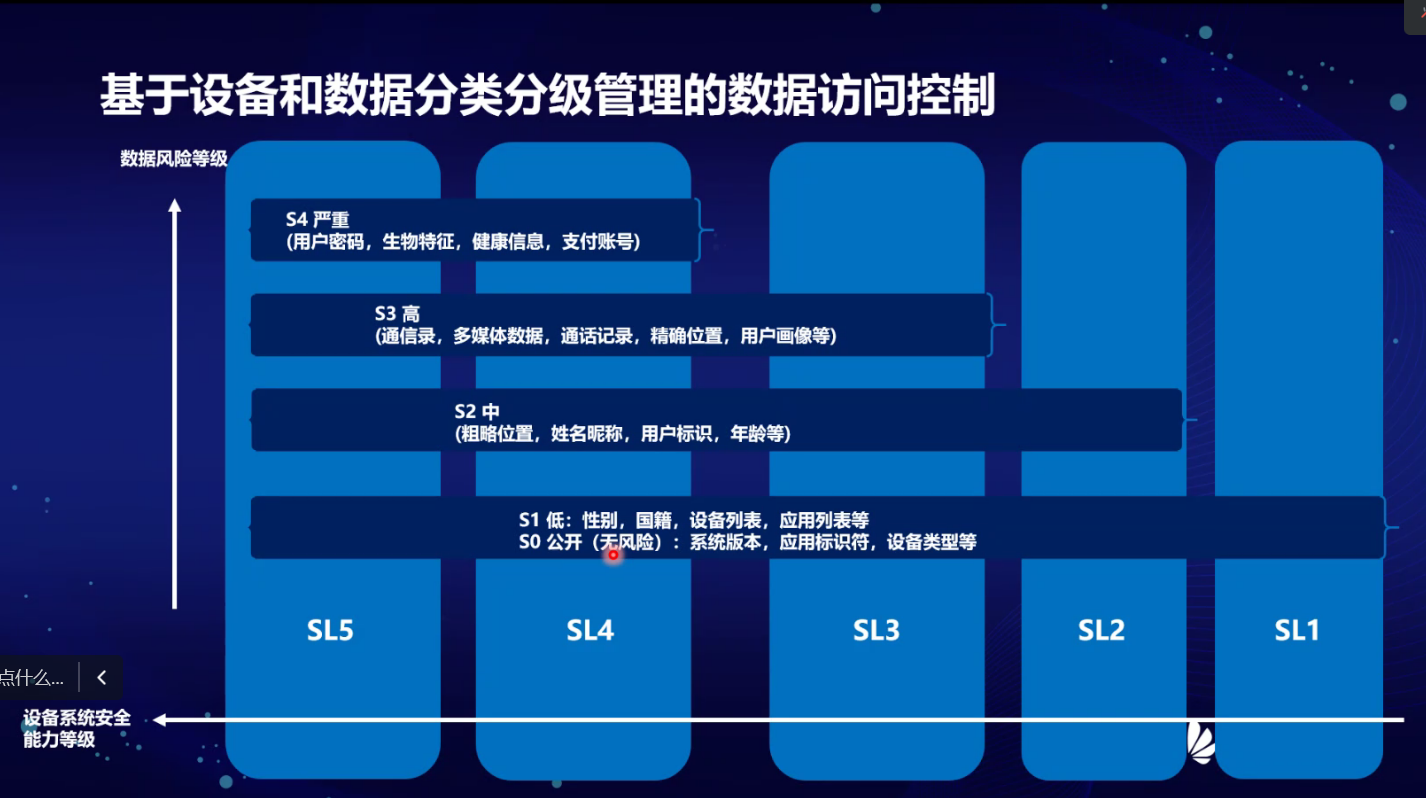 基于设备和数据分类分级管理的数据访问控制
数据风险等级
S4 严重
(用户密码，生物特征，健康信息，支付账号)
S3 高
(通信录，多媒体数据，通话记录，精确位置，用户画像等)
S2 中
(粗略位置，姓名昵称，用户标识，年龄等)
S1 低：性别，国籍，设备列表，应用列表等
S0 公开（无风险）：系统版本，应用标识符，设备类型等
SL5
SL4
SL3
SL2
SL1
点什么...
设备系统安全
能力等级